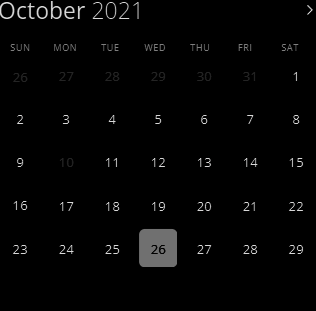 October 2021
SUN MON TUE WED THU FRI SAT
26 27 28 29 30 31 1
2 3 4 5 6 7 8
9 10 11 12 13 14 15
16 17 18 19 20 21 22
23 24 25 26 27 28 29